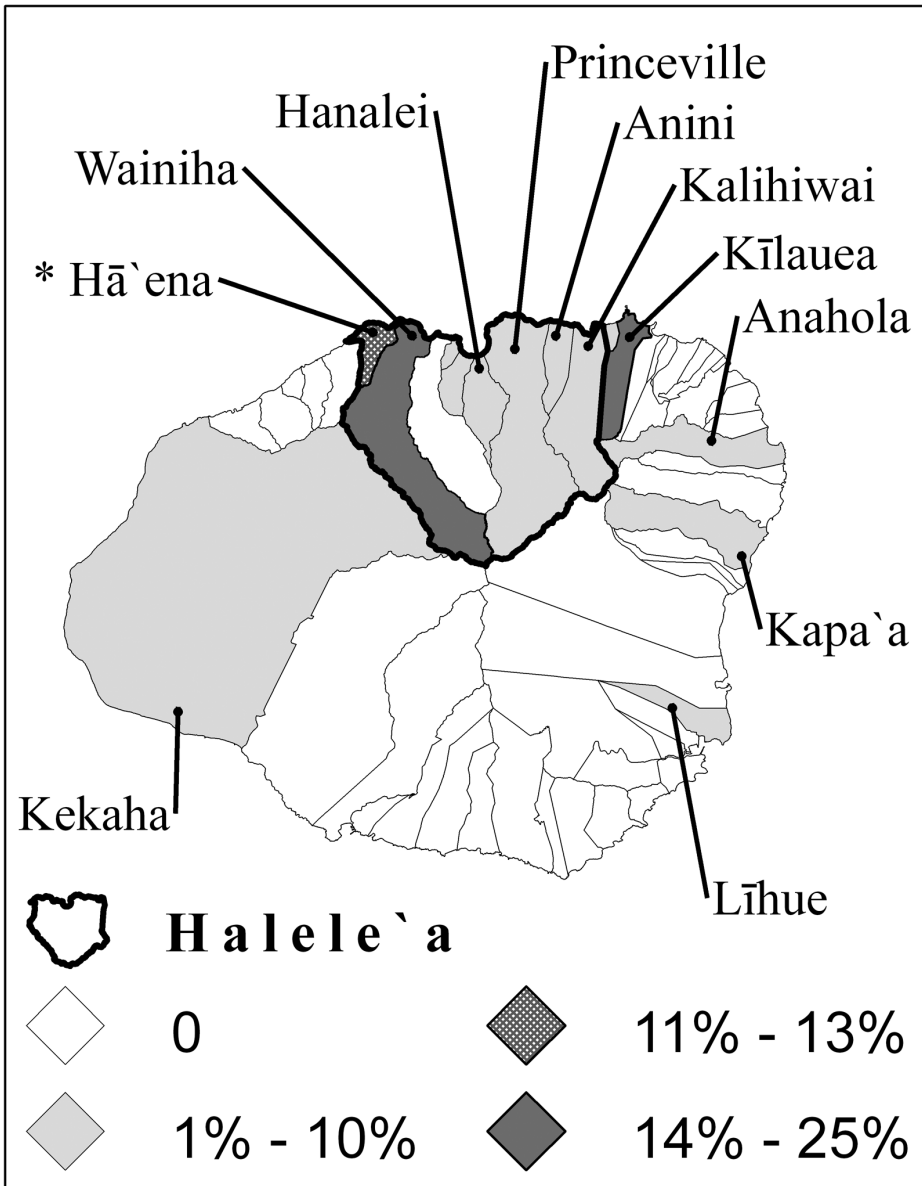 Princeville
Hanalei
Anini
Wainiha
Kalihiwai
* Hā`ena
Kīlauea
Anahola
Kapa`a
Kekaha
Līhue
Halele`a
0
11% - 13%
1% - 10%
14% - 25%